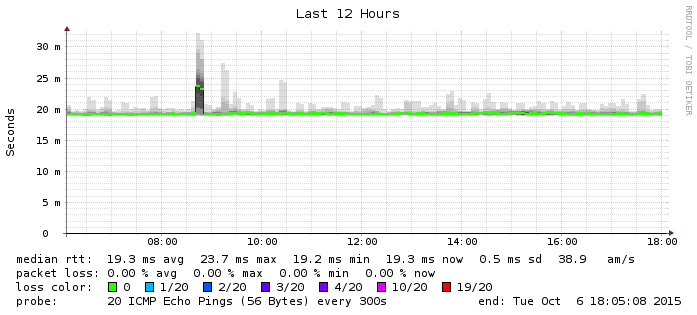 Last 12 Hours
RRDTOOL / TOBI OETIKER
Seconds
30 m
25 m
20 m
15 m
10 m
5 m
0
08:00 10:00 12:00 14:00 16:00 18:00
median rtt: 19.3 ms avg 23.7 ms max 19.2 ms min 19.3 ms now 0.5 ms sd 38.9 am/s
packet loss: 0.00 % avg 0.00 % max 0.00 % min 0.00 % now
loss color: 0 1/20 2/20 3/20 4/20 10/20 19/20
probe: 20 ICMP Echo Pings (56 Bytes) every 300s end: Tue Oct 6 18:05:08 2015